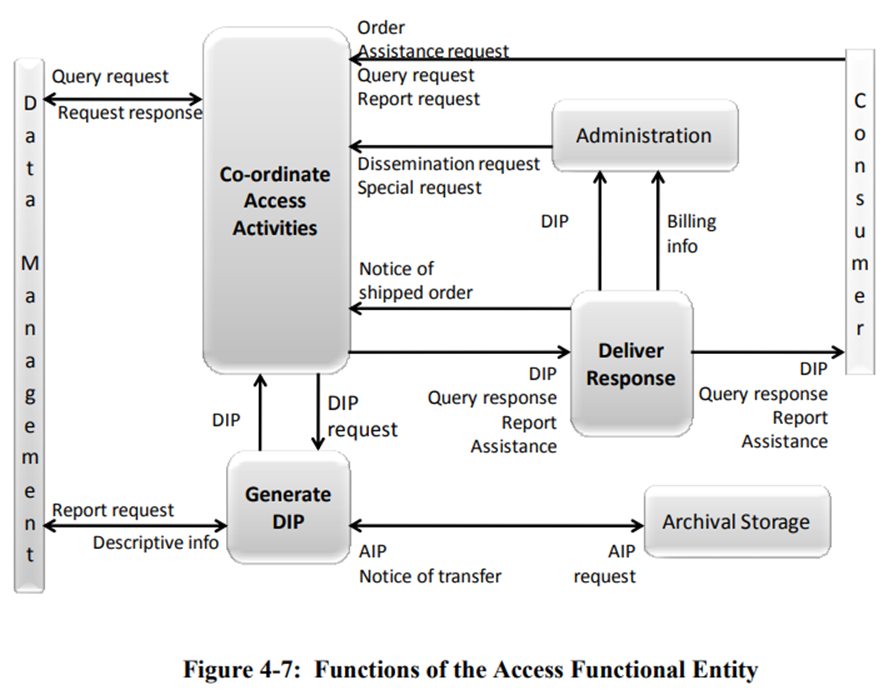 Order
Assistance request
Query request
Report request
Query request
Request response
Data Management
Consumer
Co-ordinate
Access
Activities
Administration
Dissemination request
Special request
DIP
Billing
info
Notice of
shipped order
Deliver
Response
DIP
Query response
Report
Assistance
DIP
Query response
Report
Assistance
DIP
DIP
request
Generate
DIP
Report request
Descriptive info
Archival Storage
AIP
Notice of transfer
AIP
request
Figure 4-7: Functions of the Access Functional Entity